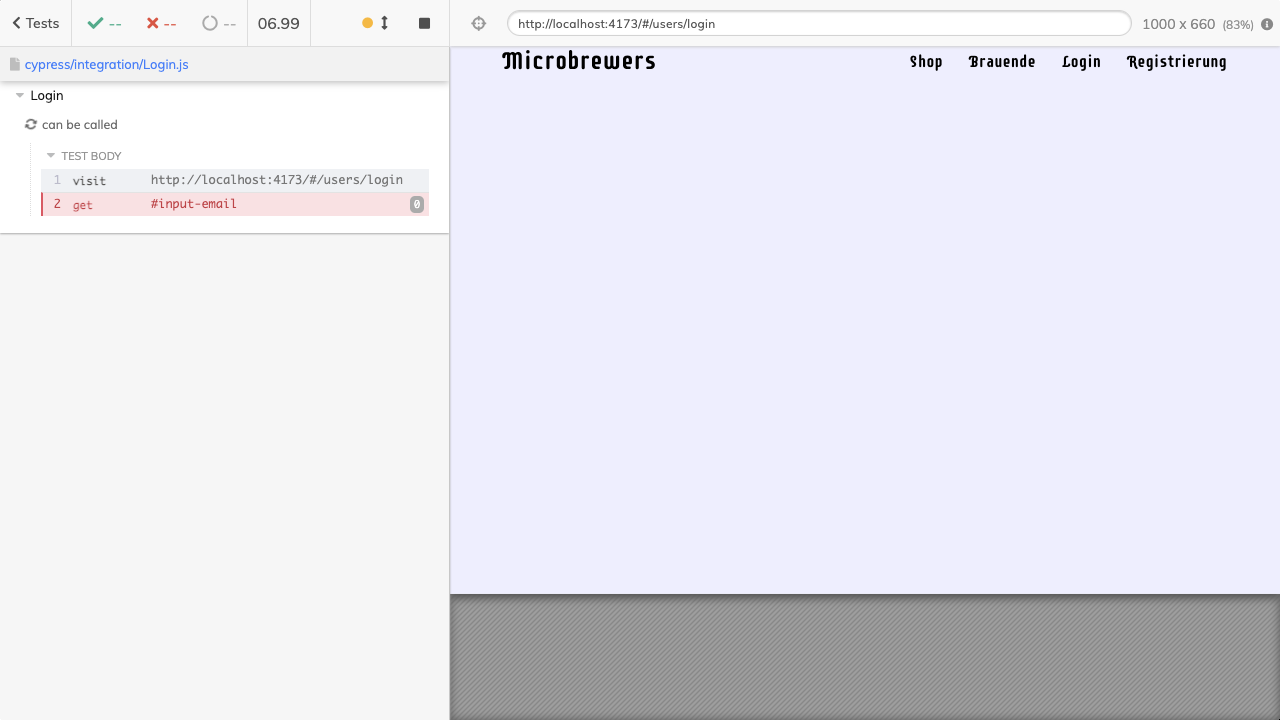 Tests -- -- -- 06.99
http://localhost:4173/#/users/login 1000 x 660 (83%)
cypress/integration/Login.js
Login
can be called
TEST BODY
1 visit http://localhost:4173/#/users/login
2 get #input-email 0
Microbrewers Shop Brauende Login Registrierung